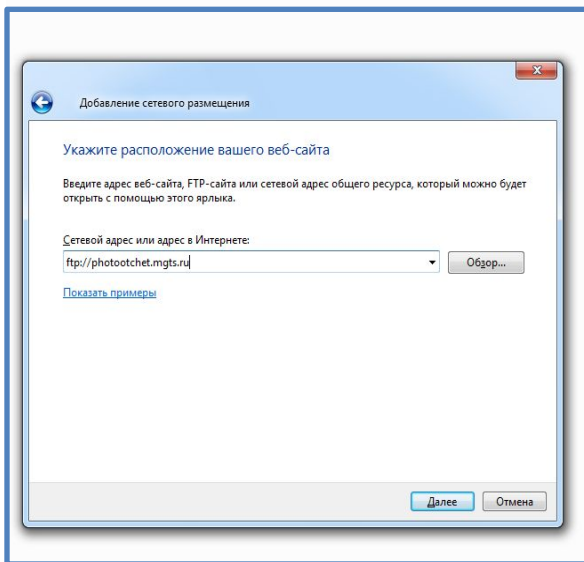 Добавление сетевого размещения
Укажите расположение вашего веб-сайта
Введите адрес веб-сайта, FTP-сайта или сетевой адрес общего ресурса, который можно будет
открыть с помощью этого ярлыка.
Сетевой адрес или адрес в Интернете:
ftp://photootchet.mgts.ru
Обзор...
Показать примеры
Далее
Отмена